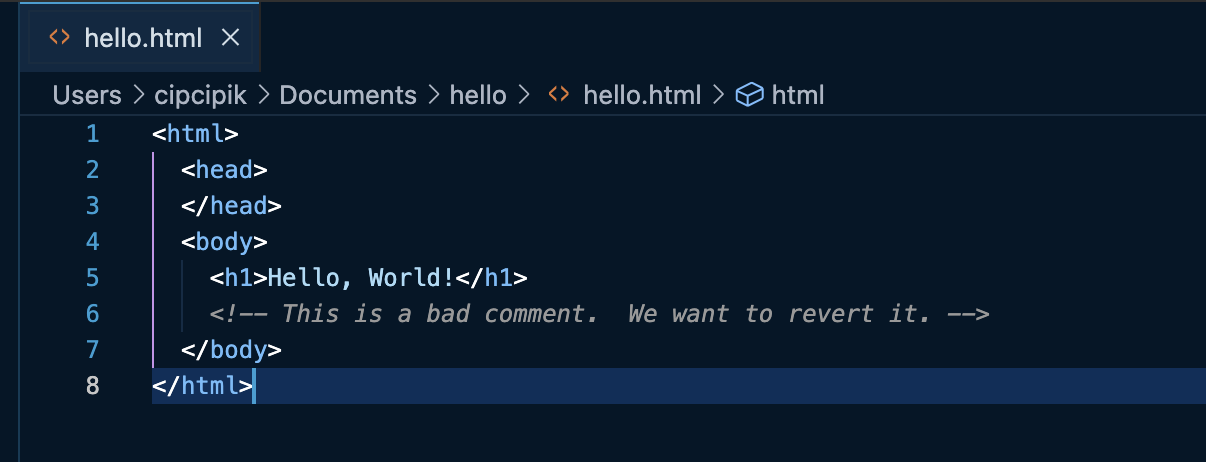 hello.html
Users > cipcipik > Documents > hello > hello.html > html
1 <html>
2   <head>
3   </head>
4   <body>
5     <h1>Hello, World!</h1>
6     <!-- This is a bad comment.  We want to revert it. -->
7   </body>
8 </html>